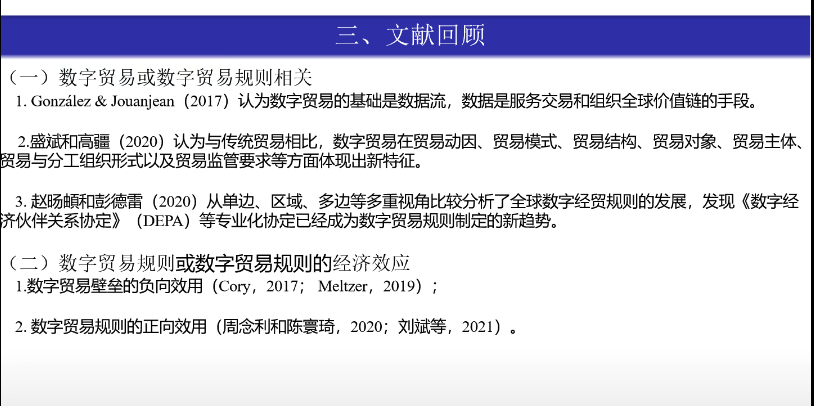 三、文献回顾
（一）数字贸易或数字贸易规则相关
1. González & Jouanjean（2017）认为数字贸易的基础是数据流，数据是服务交易和组织全球价值链的手段。
2.盛斌和高疆（2020）认为与传统贸易相比，数字贸易在贸易动因、贸易模式、贸易结构、贸易对象、贸易主体、
贸易与分工组织形式以及贸易监管要求等方面体现出新特征。
3. 赵旸頔和彭德雷（2020）从单边、区域、多边等多重视角比较分析了全球数字经贸规则的发展，发现《数字经
济伙伴关系协定》（DEPA）等专业化协定已经成为数字贸易规则制定的新趋势。
（二）数字贸易规则或数字贸易规则的经济效应
1.数字贸易壁垒的负向效用（Cory，2017； Meltzer，2019）；
2. 数字贸易规则的正向效用（周念利和陈寰琦，2020；刘斌等，2021）。